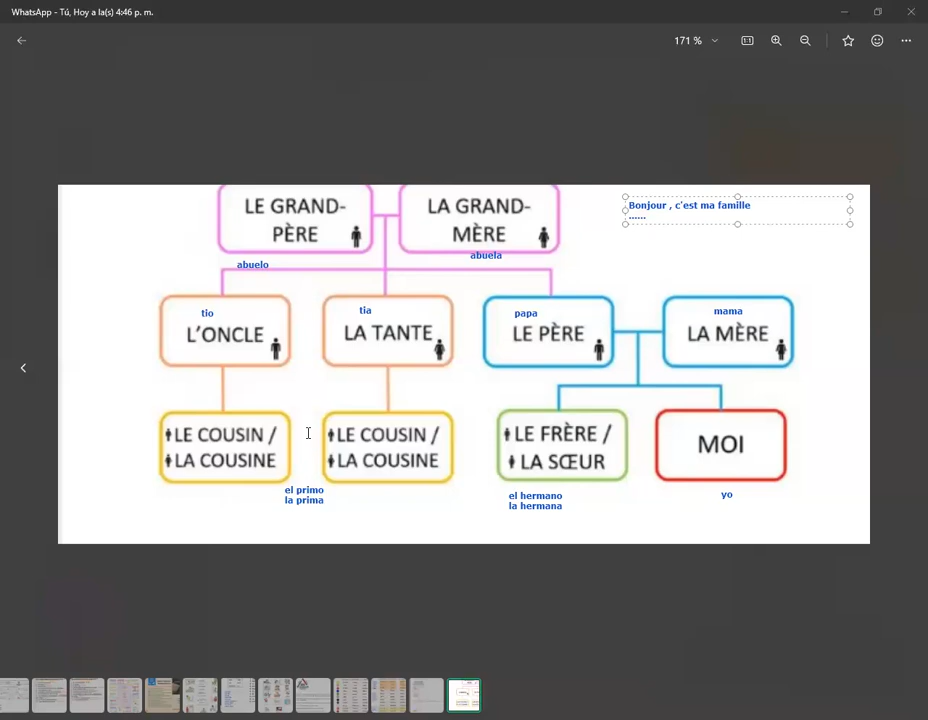 WhatsApp - Tú, Hoy a la(s) 4:46 p. m.
171 %
1:1
LE GRAND-
PÈRE
LA GRAND-
MÈRE
Bonjour , c'est ma famille
......
abuelo
abuela
tio
L'ONCLE
tia
LA TANTE
papa
LE PÈRE
mama
LA MÈRE
LE COUSIN /
LA COUSINE
LE COUSIN /
LA COUSINE
LE FRÈRE /
LA SŒUR
MOI
el primo
la prima
el hermano
la hermana
yo